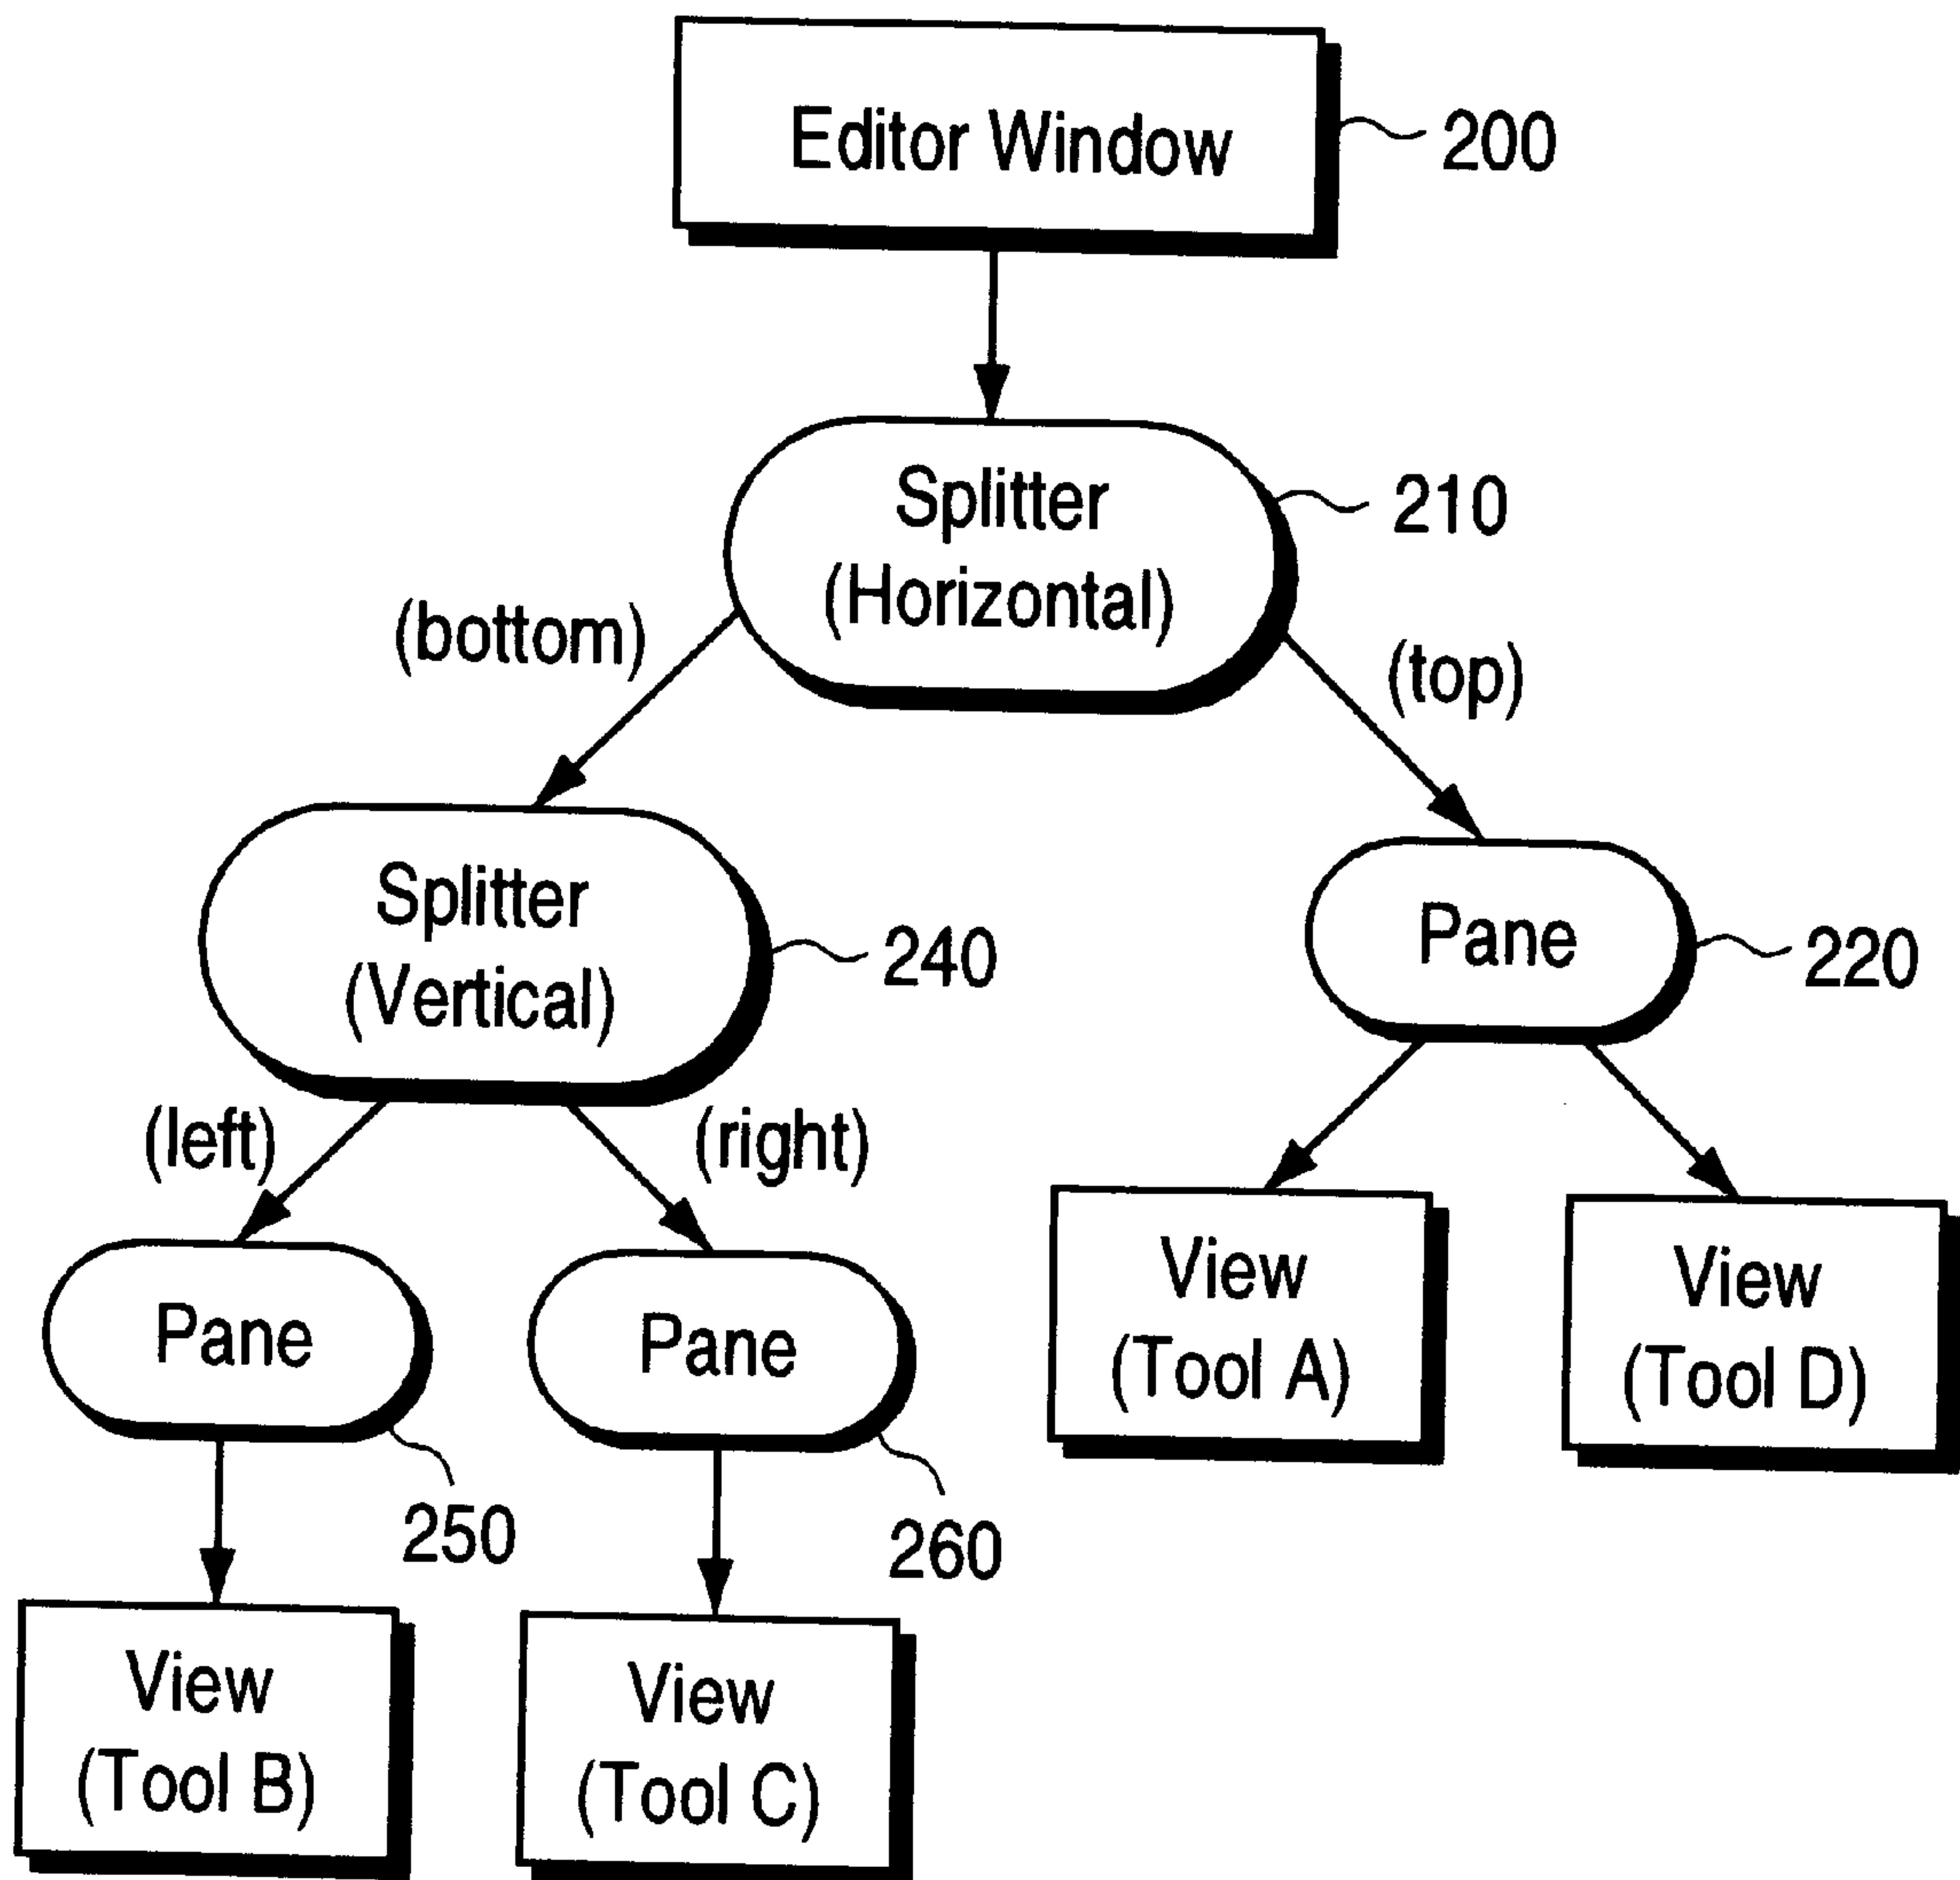 Editor Window
200
Splitter
(Horizontal)
210
(bottom)
(top)
Splitter
(Vertical)
240
Pane
220
(left)
(right)
Pane
250
Pane
260
View
(Tool A)
View
(Tool D)
View
(Tool B)
View
(Tool C)